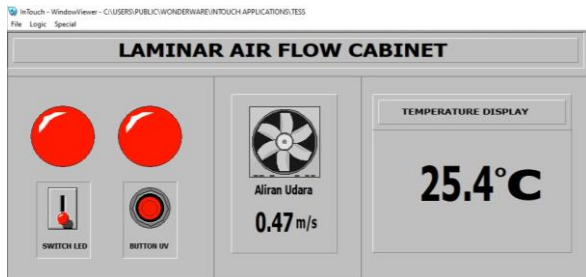 InTouch - WindowViewer - C:\USERS\PUBLIC\WONDERWARE\INTOUCH APPLICATIONS\TESS
File Logic Special
LAMINAR AIR FLOW CABINET
TEMPERATURE DISPLAY
25.4°C
Aliran Udara
0.47 m/s
SWITCH LED
BUTTON UV